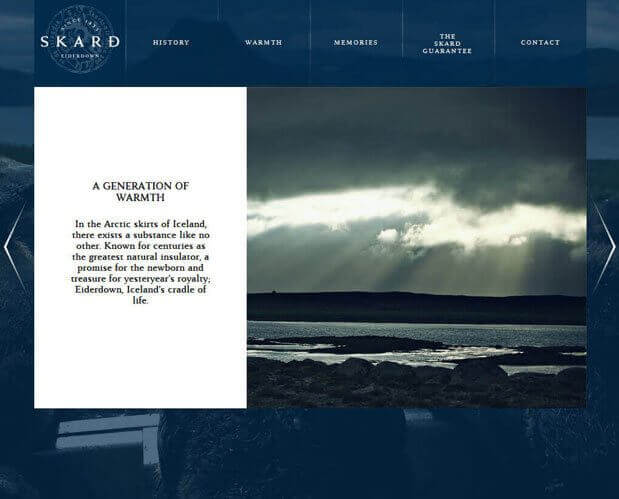 SINCE 1837
SKARÐ
EIDERDOWN
HISTORY
WARMTH
MEMORIES
THE
SKARD
GUARANTEE
CONTACT
A GENERATION OF
WARMTH
In the Arctic skirts of Iceland,
there exists a substance like no
other. Known for centuries as
the greatest natural insulator, a
promise for the newborn and
treasure for yesteryear's royalty;
Eiderdown, Iceland's cradle of
life.